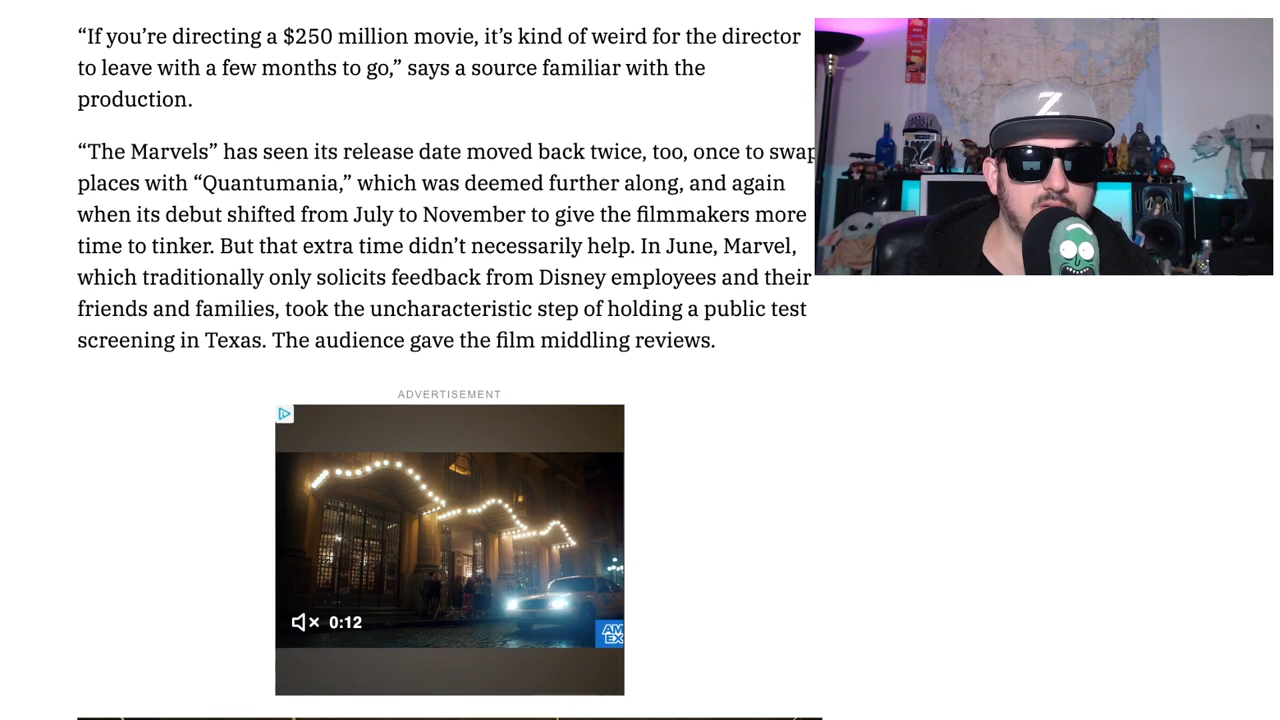 “If you’re directing a $250 million movie, it’s kind of weird for the director
to leave with a few months to go,” says a source familiar with the
production.
“The Marvels” has seen its release date moved back twice, too, once to swap
places with “Quantumania,” which was deemed further along, and again
when its debut shifted from July to November to give the filmmakers more
time to tinker. But that extra time didn’t necessarily help. In June, Marvel,
which traditionally only solicits feedback from Disney employees and their
friends and families, took the uncharacteristic step of holding a public test
screening in Texas. The audience gave the film middling reviews.
ADVERTISEMENT
0:12
AM
EX
Z